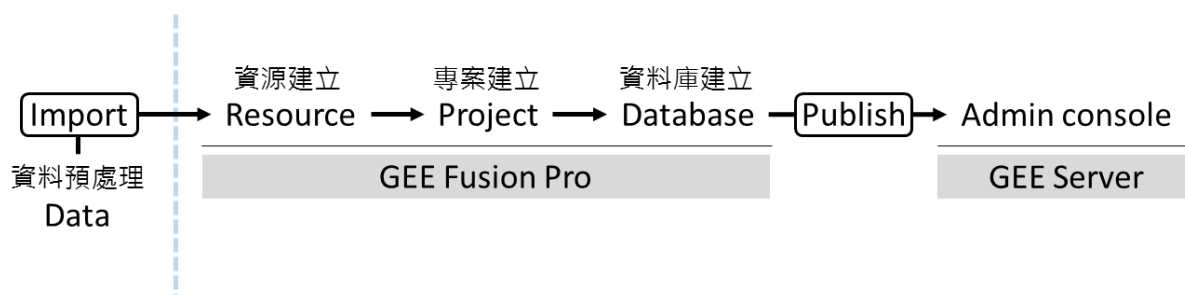 Import
資料預處理
Data
資源建立
Resource
專案建立
Project
資料庫建立
Database
GEE Fusion Pro
Publish
Admin console
GEE Server